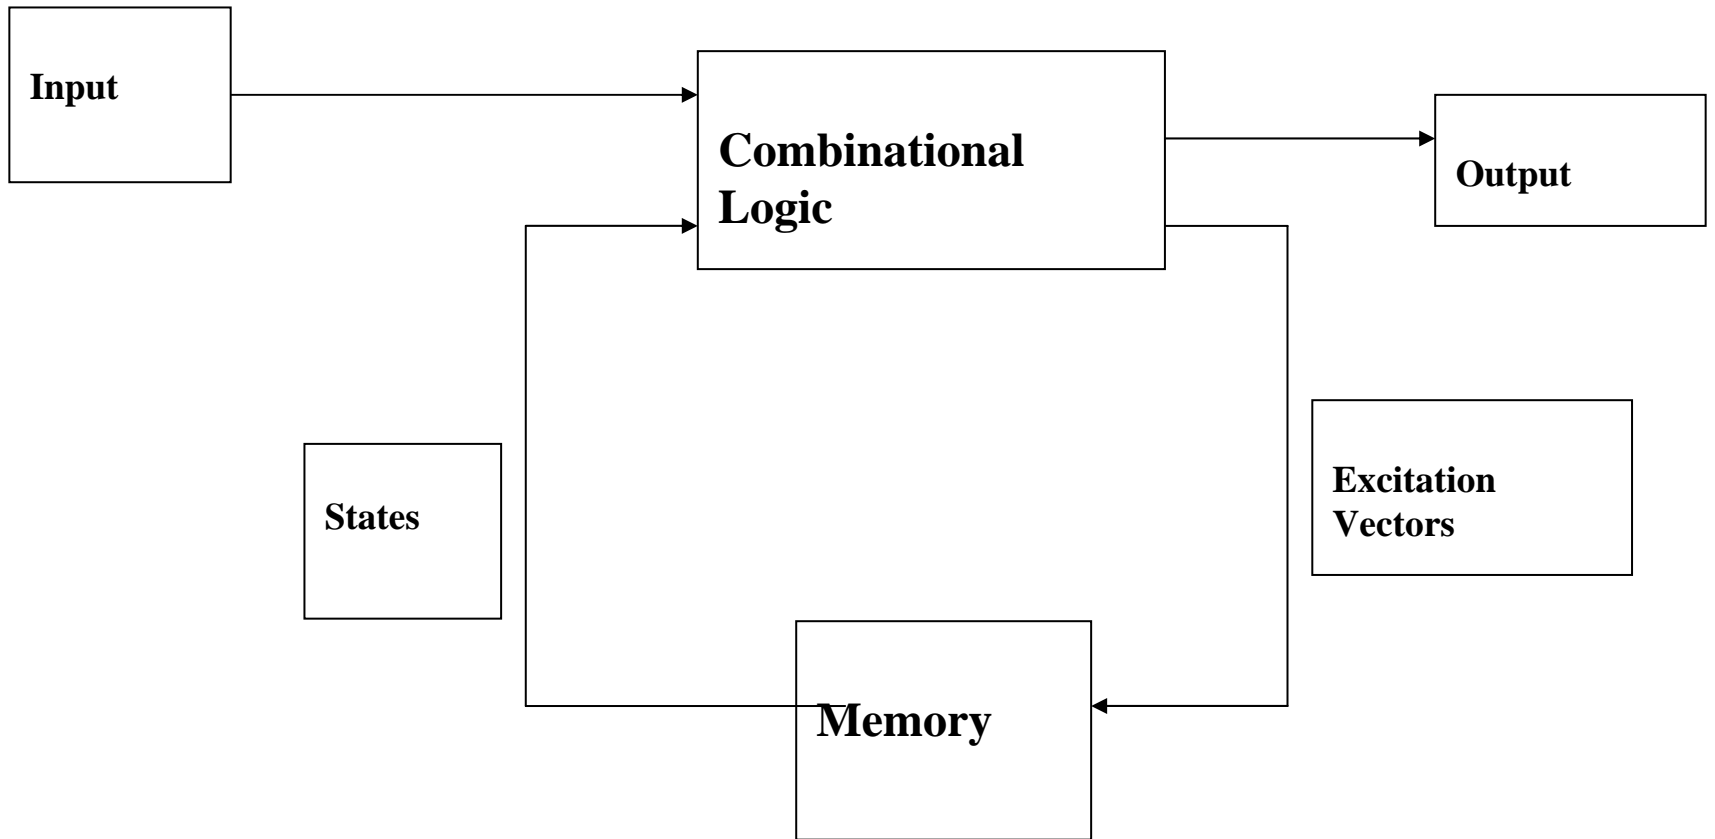 Input
Combinational
Logic
Output
States
Excitation
Vectors
Memory